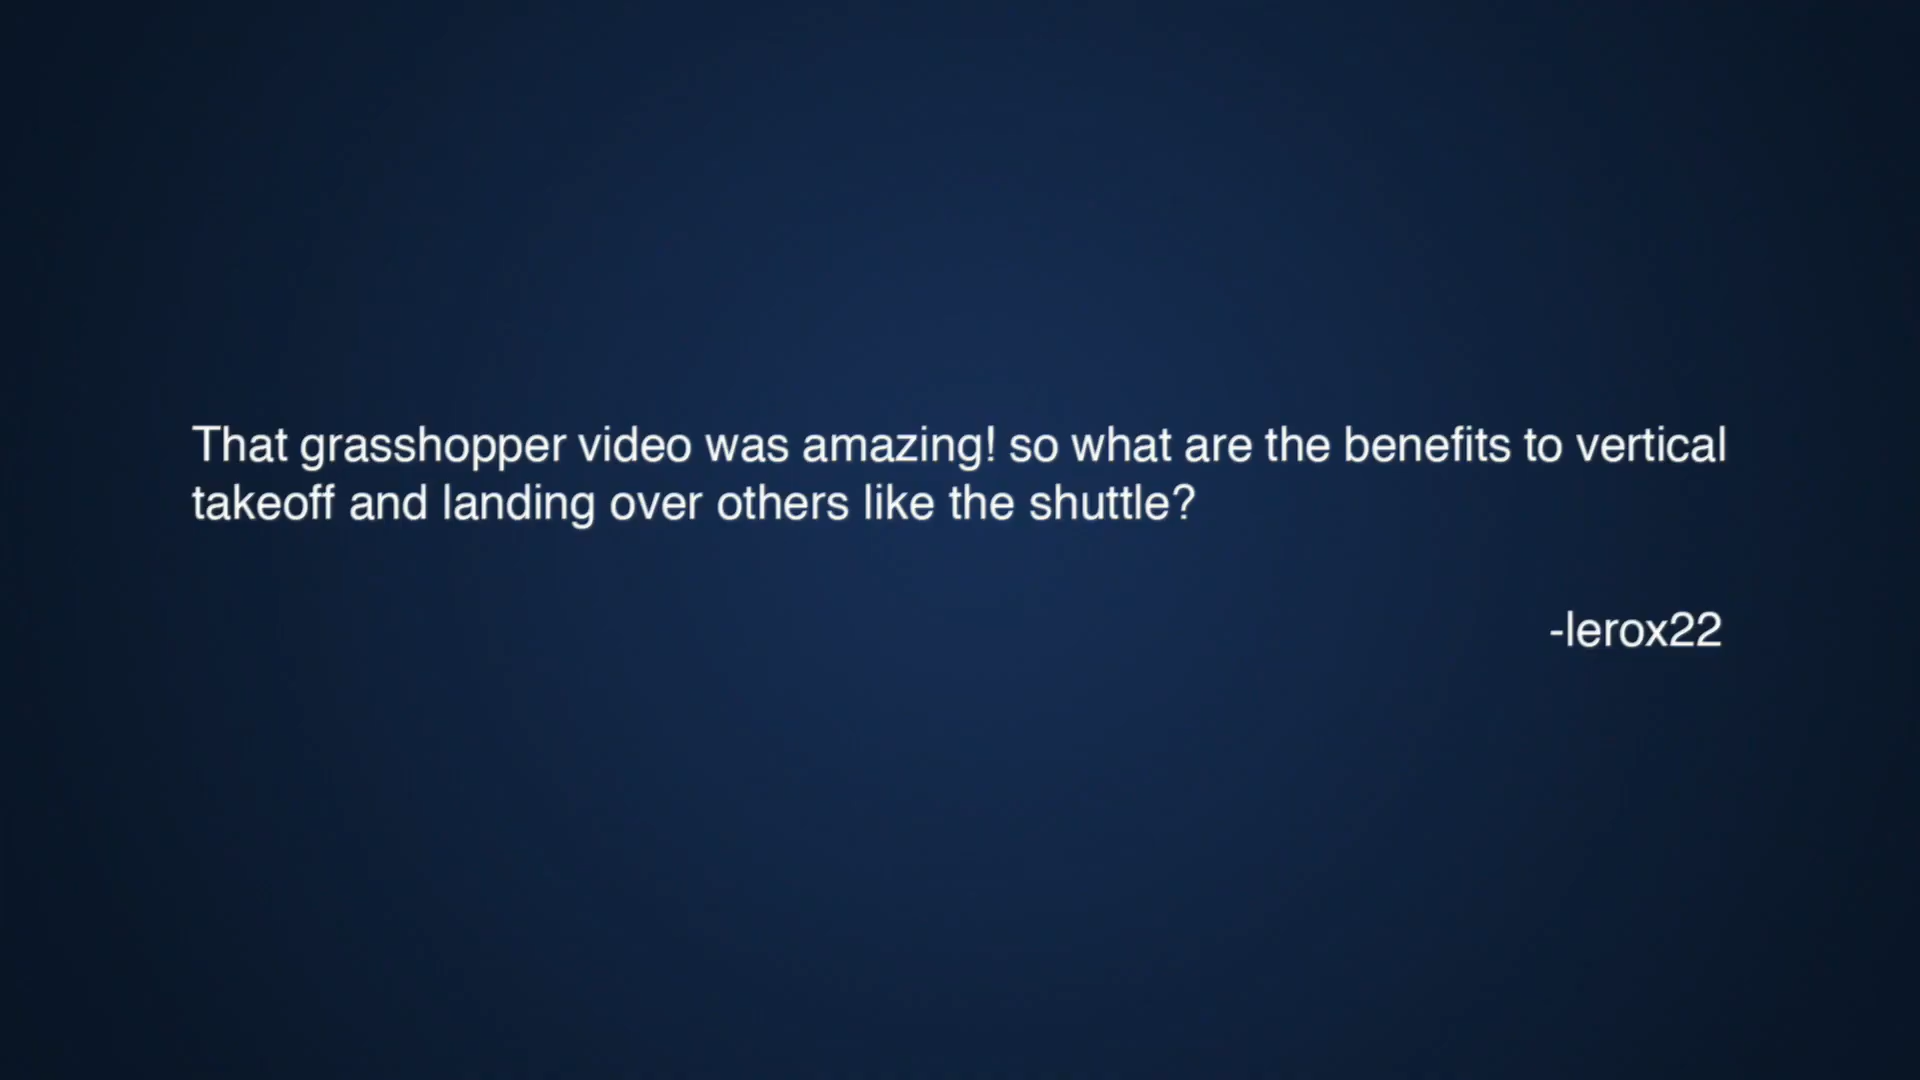 That grasshopper video was amazing! so what are the benefits to vertical
takeoff and landing over others like the shuttle?
-lerox22